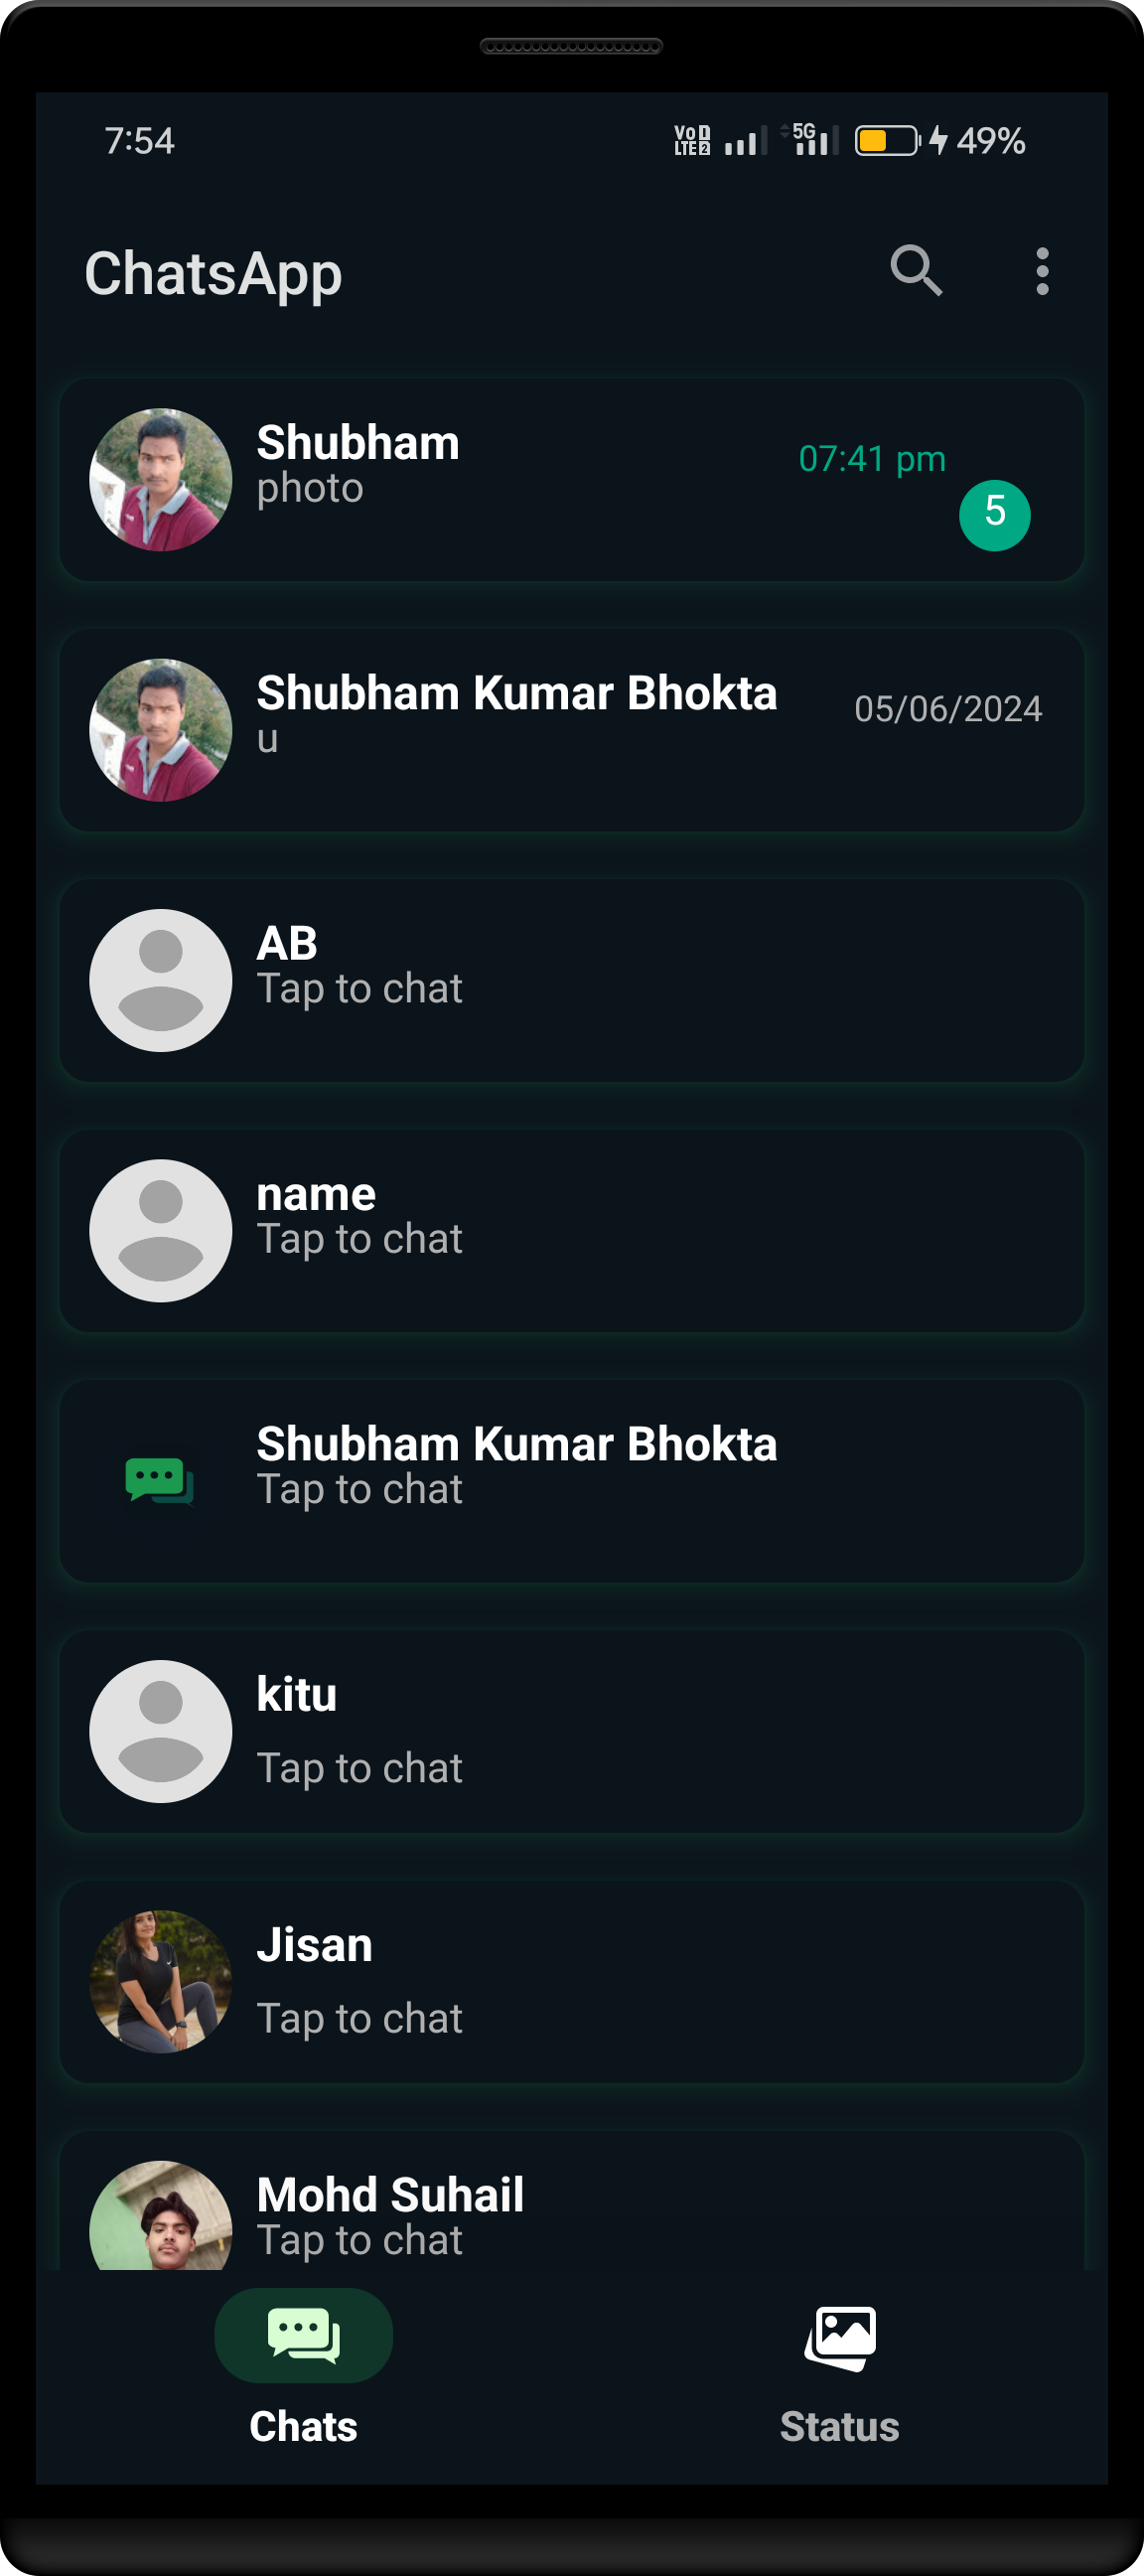 7:54
Vo 1
LTE 2
5G
49%
ChatsApp
Shubham
07:41 pm
photo
5
Shubham Kumar Bhokta
05/06/2024
u
AB
Tap to chat
name
Tap to chat
Shubham Kumar Bhokta
Tap to chat
kitu
Tap to chat
Jisan
Tap to chat
Mohd Suhail
Tap to chat
Chats
Status